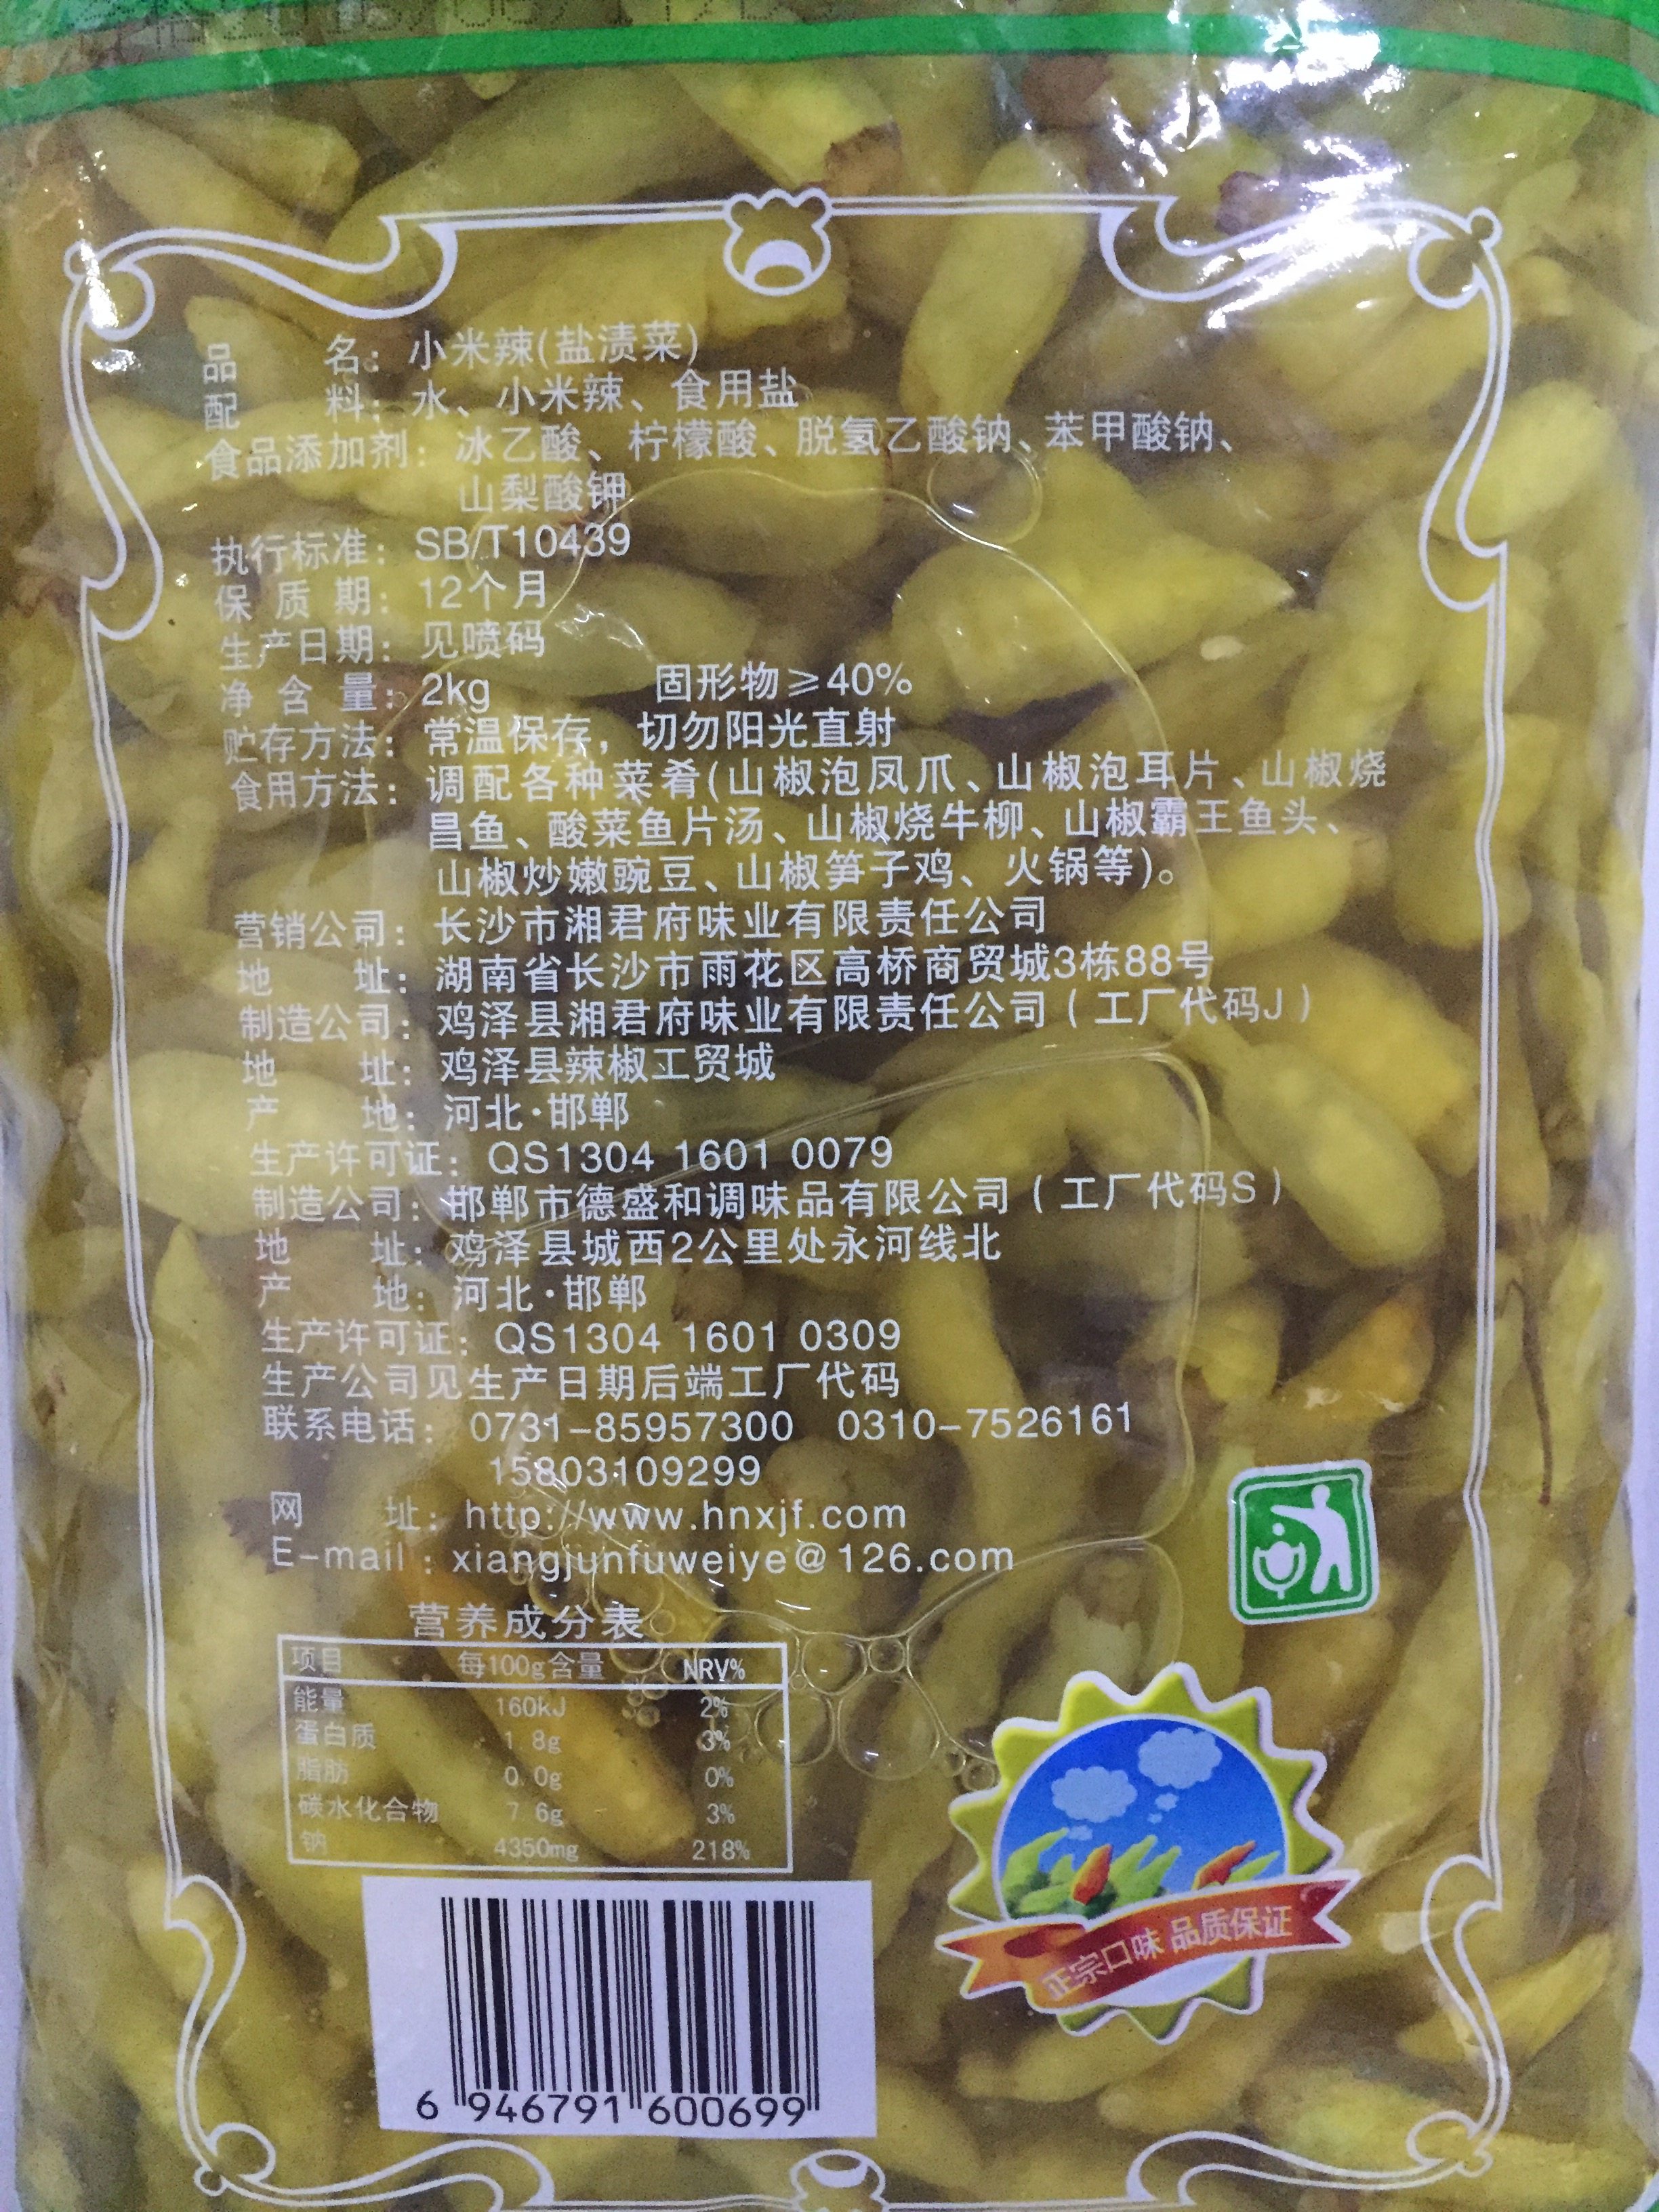 品 名：小米辣(盐渍菜)
配 料：水、小米辣、食用盐
食品添加剂：冰乙酸、柠檬酸、脱氢乙酸钠、苯甲酸钠、
山梨酸钾
执行标准：SB/T10439
保 质 期：12个月
生产日期：见喷码
净 含 量：2kg 固形物≥40%
贮存方法：常温保存，切勿阳光直射
食用方法：调配各种菜肴(山椒泡凤爪、山椒泡耳片、山椒烧
昌鱼、酸菜鱼片汤、山椒烧牛柳、山椒霸王鱼头、
山椒炒嫩豌豆、山椒笋子鸡、火锅等)。
营销公司：长沙市湘君府味业有限责任公司
地 址：湖南省长沙市雨花区高桥商贸城3栋88号
制造公司：鸡泽县湘君府味业有限责任公司(工厂代码J)
地 址：鸡泽县辣椒工贸城
产 地：河北·邯郸
生产许可证：QS1304 1601 0079
制造公司：邯郸市德盛和调味品有限公司(工厂代码S)
地 址：鸡泽县城西2公里处永河线北
产 地：河北·邯郸
生产许可证：QS1304 1601 0309
生产公司见生产日期后端工厂代码
联系电话：0731-85957300 0310-7526161
15803109299
网 址：http://www.hnxjf.com
E-mail：xiangjunfuweiye@126.com
营养成分表
项目 每100g含量 NRV%
能量 160kJ 2%
蛋白质 1.8g 3%
脂肪 0.0g 0%
碳水化合物 7.6g 3%
钠 4350mg 218%
正宗口味 品质保证
6 946791 600699